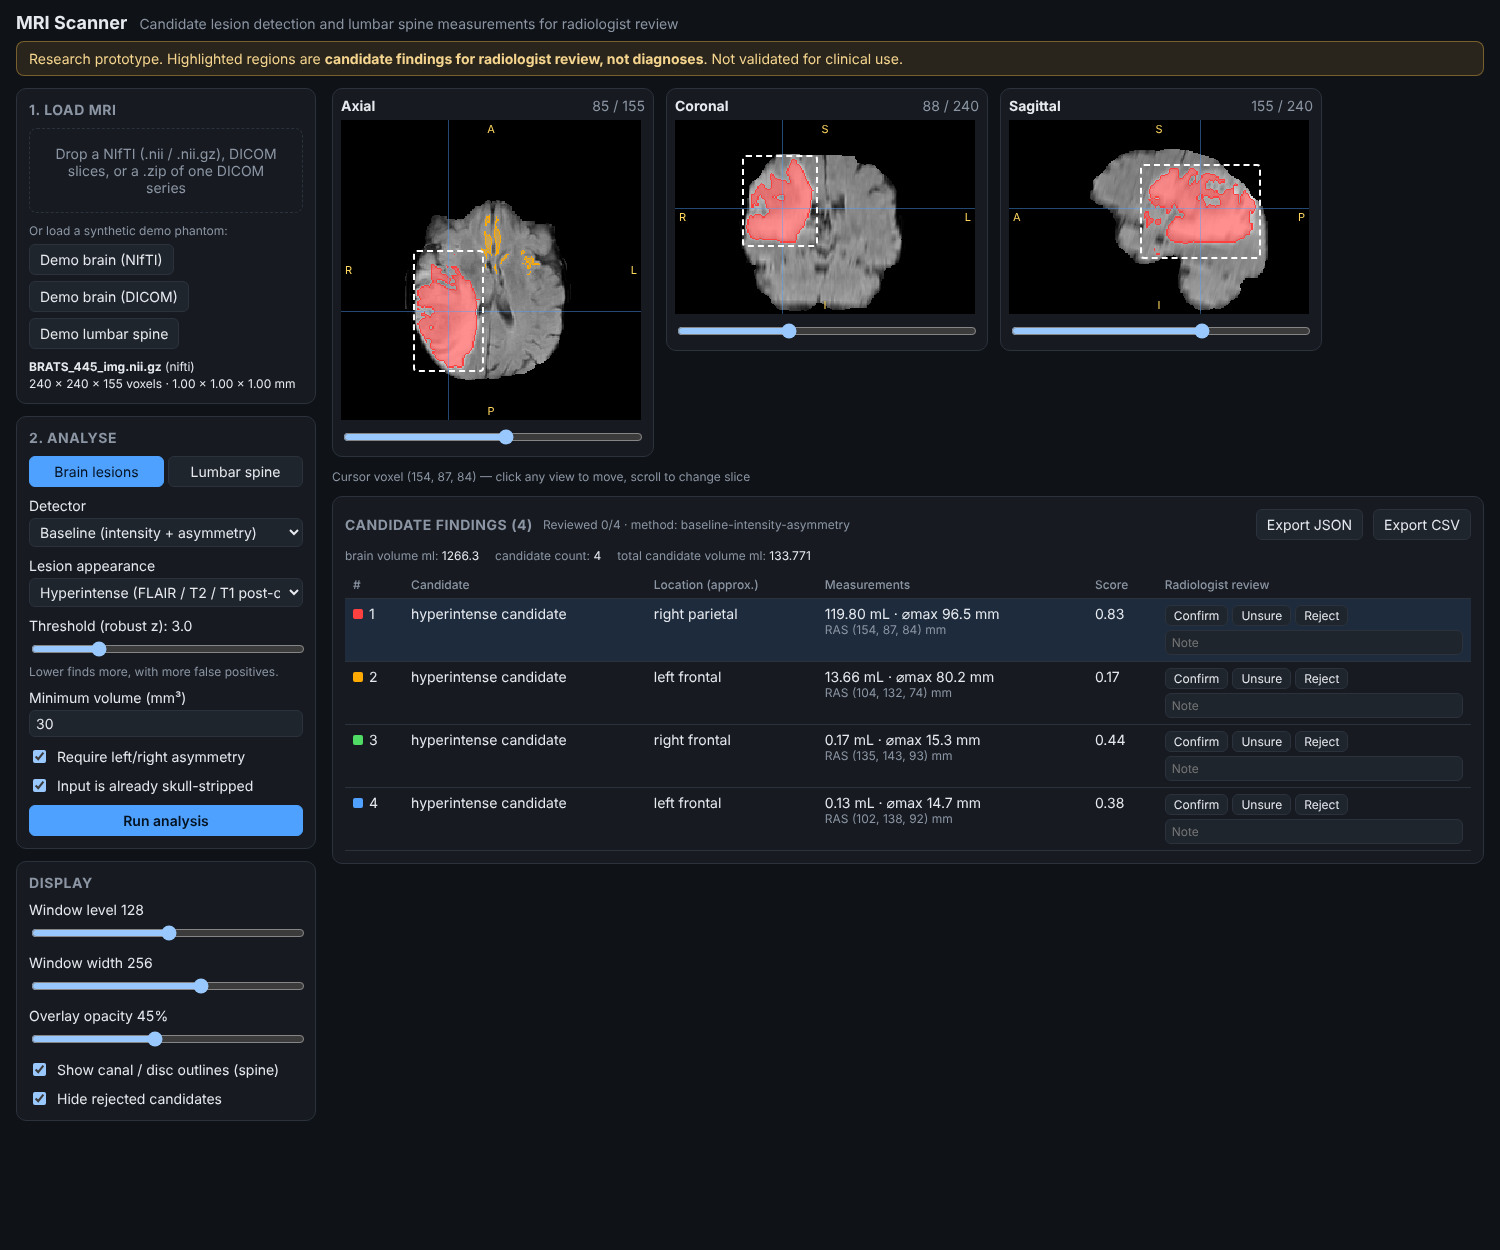 MRI Scanner Candidate lesion detection and lumbar spine measurements for radiologist review
Research prototype. Highlighted regions are candidate findings for radiologist review, not diagnoses. Not validated for clinical use.
1. LOAD MRI
Drop a NIfTI (.nii / .nii.gz), DICOM
slices, or a .zip of one DICOM
series
Or load a synthetic demo phantom:
Demo brain (NIfTI)
Demo brain (DICOM)
Demo lumbar spine
BRATS_445_img.nii.gz (nifti)
240 × 240 × 155 voxels · 1.00 × 1.00 × 1.00 mm
2. ANALYSE
Brain lesions Lumbar spine
Detector
Baseline (intensity + asymmetry)
Lesion appearance
Hyperintense (FLAIR / T2 / T1 post-c
Threshold (robust z): 3.0
Lower finds more, with more false positives.
Minimum volume (mm³)
30
Require left/right asymmetry
Input is already skull-stripped
Run analysis
DISPLAY
Window level 128
Window width 256
Overlay opacity 45%
Show canal / disc outlines (spine)
Hide rejected candidates
Axial 85 / 155
A
R L
P
Coronal 88 / 240
S
R L
I
Sagittal 155 / 240
S
A P
I
Cursor voxel (154, 87, 84) — click any view to move, scroll to change slice
CANDIDATE FINDINGS (4) Reviewed 0/4 · method: baseline-intensity-asymmetry Export JSON Export CSV
brain volume ml: 1266.3 candidate count: 4 total candidate volume ml: 133.771
# Candidate Location (approx.) Measurements Score Radiologist review
1 hyperintense candidate right parietal 119.80 mL · ⌀max 96.5 mm 0.83 Confirm Unsure Reject
RAS (154, 87, 84) mm
Note
2 hyperintense candidate left frontal 13.66 mL · ⌀max 80.2 mm 0.17 Confirm Unsure Reject
RAS (104, 132, 74) mm
Note
3 hyperintense candidate right frontal 0.17 mL · ⌀max 15.3 mm 0.44 Confirm Unsure Reject
RAS (135, 143, 93) mm
Note
4 hyperintense candidate left frontal 0.13 mL · ⌀max 14.7 mm 0.38 Confirm Unsure Reject
RAS (102, 138, 92) mm
Note